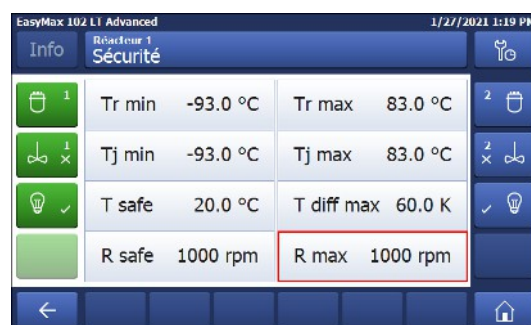 EasyMax 102 LT Advanced 1/27/2021 1:19 PM
Info Réacteur 1
Sécurité
1 Tr min -93.0 °C Tr max 83.0 °C 2
1 Tj min -93.0 °C Tj max 83.0 °C 2
T safe 20.0 °C T diff max 60.0 K
R safe 1000 rpm R max 1000 rpm